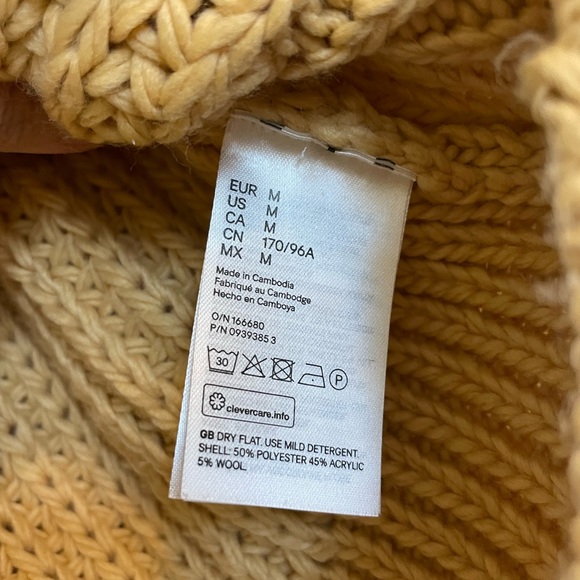 EUR M
US M
CA M
CN 170/96A
MX M
Made in Cambodia
Fabriqué au Cambodge
Hecho en Camboya
O/N 166680
P/N 0939385 3
30
P
clevercare.info
GB DRY FLAT. USE MILD DETERGENT.
SHELL: 50% POLYESTER 45% ACRYLIC
5% WOOL